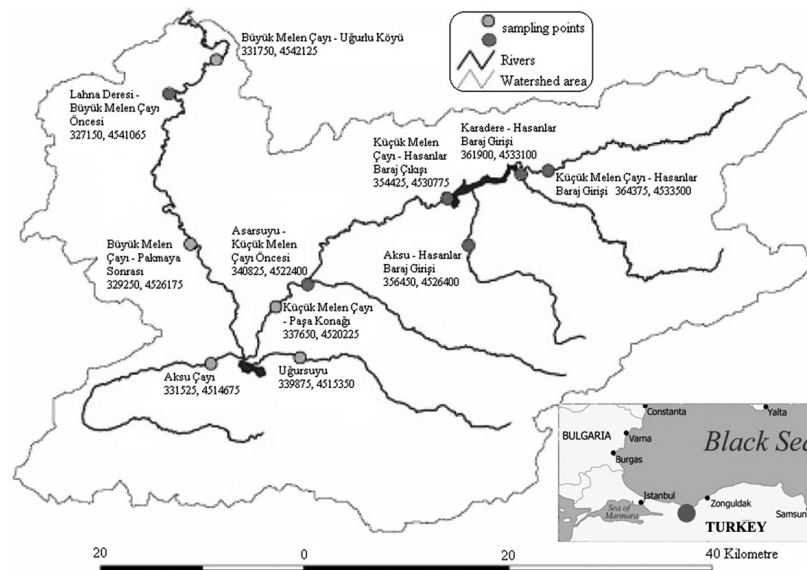 Büyük Melen Çayı - Uğurlu Köyü
331750, 4542125
sampling points
Rivers
Watershed area
Lahna Deresi -
Büyük Melen Çayı
Öncesi
327150, 4541065
Küçük Melen
Çayı - Hasanlar
Baraj Çıkışı
354425, 4530775
Karadere - Hasanlar
Baraj Girişi
361900, 4533100
Küçük Melen Çayı - Hasanlar
Baraj Girişi 364375, 4533500
Büyük Melen
Çayı - Pakmaya
Sonrası
329250, 4526175
Asarsuyu -
Küçük Melen
Çayı Öncesi
340825, 4522400
Aksu - Hasanlar
Baraj Girişi
356450, 4526400
Küçük Melen Çayı
- Paşa Konağı
337650, 4520225
Aksu Çayı
331525, 4514675
Uğursuyu
339875, 4515350
Constanta
Yalta
BULGARIA
Varna
Burgas
Black Sea
Istanbul
Zonguldak
Sea of
Marmara
TURKEY
Samsun
20 0 20 40 Kilometre